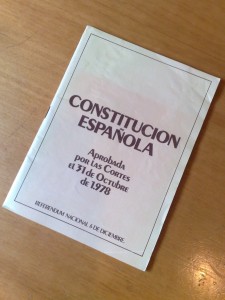 CONSTITUCION
ESPAÑOLA
APROBADA
POR LAS CORTES
EL 31 DE OCTUBRE
DE 1978
REFERENDUM NACIONAL 6 DE DICIEMBRE